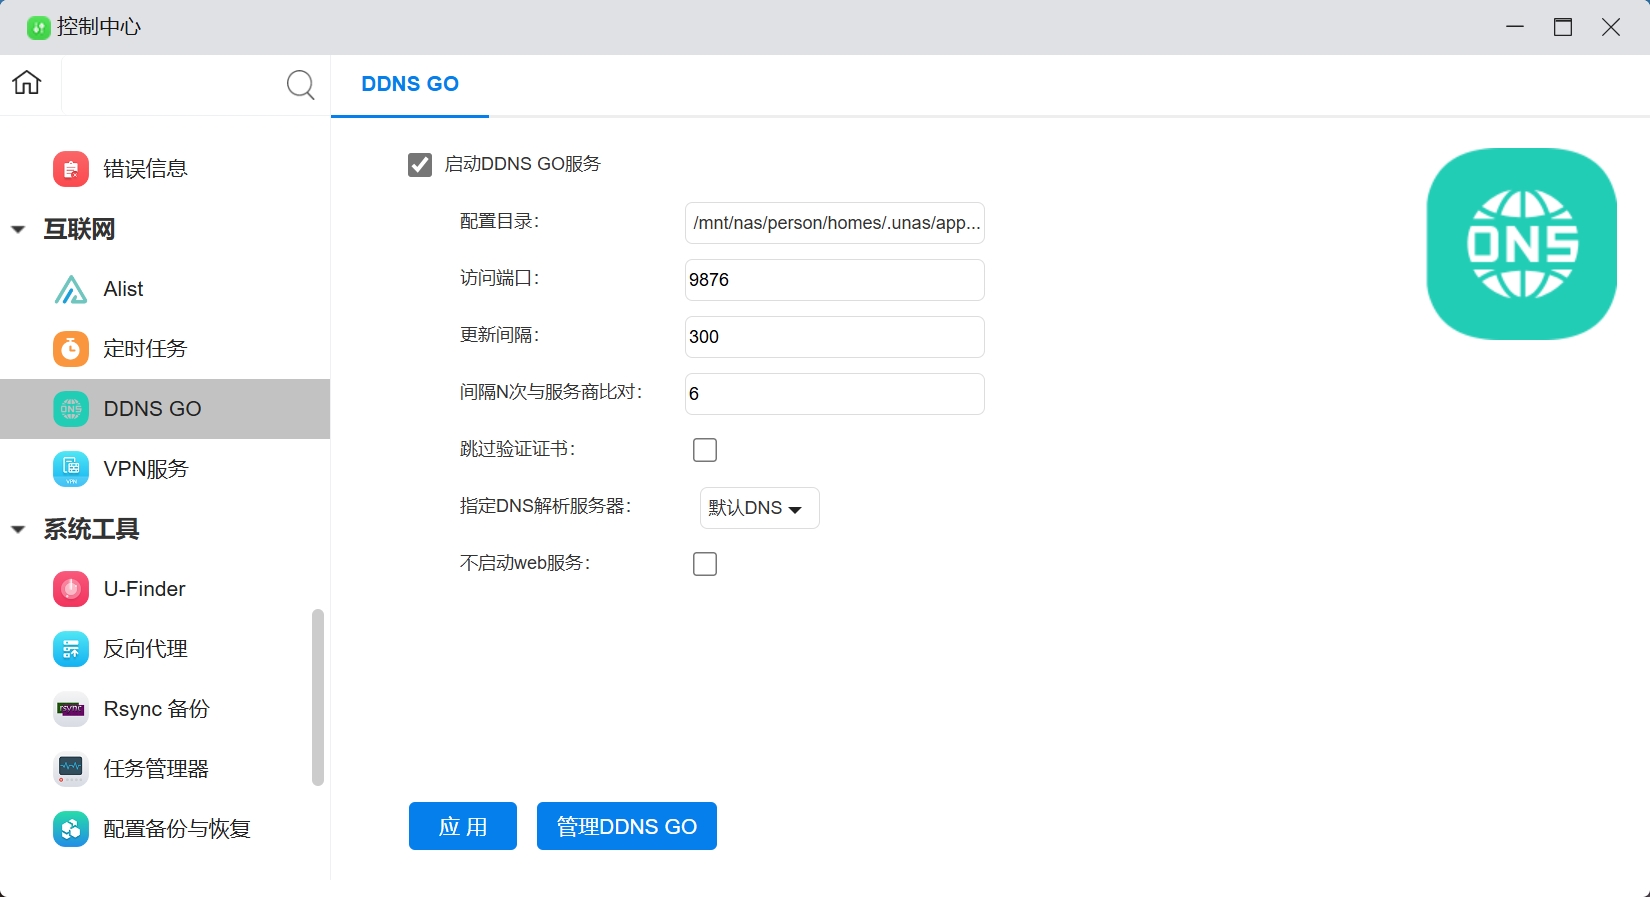 控制中心
DDNS GO
错误信息
互联网
Alist
定时任务
DDNS GO
VPN服务
系统工具
U-Finder
反向代理
Rsync 备份
任务管理器
配置备份与恢复
启动DDNS GO服务
配置目录：
/mnt/nas/person/homes/.unas/app...
访问端口：
9876
更新间隔：
300
间隔N次与服务商比对：
6
跳过验证证书：
指定DNS解析服务器：
默认DNS
不启动web服务：
应 用
管理DDNS GO
DNS
DNS
VPN
rsync